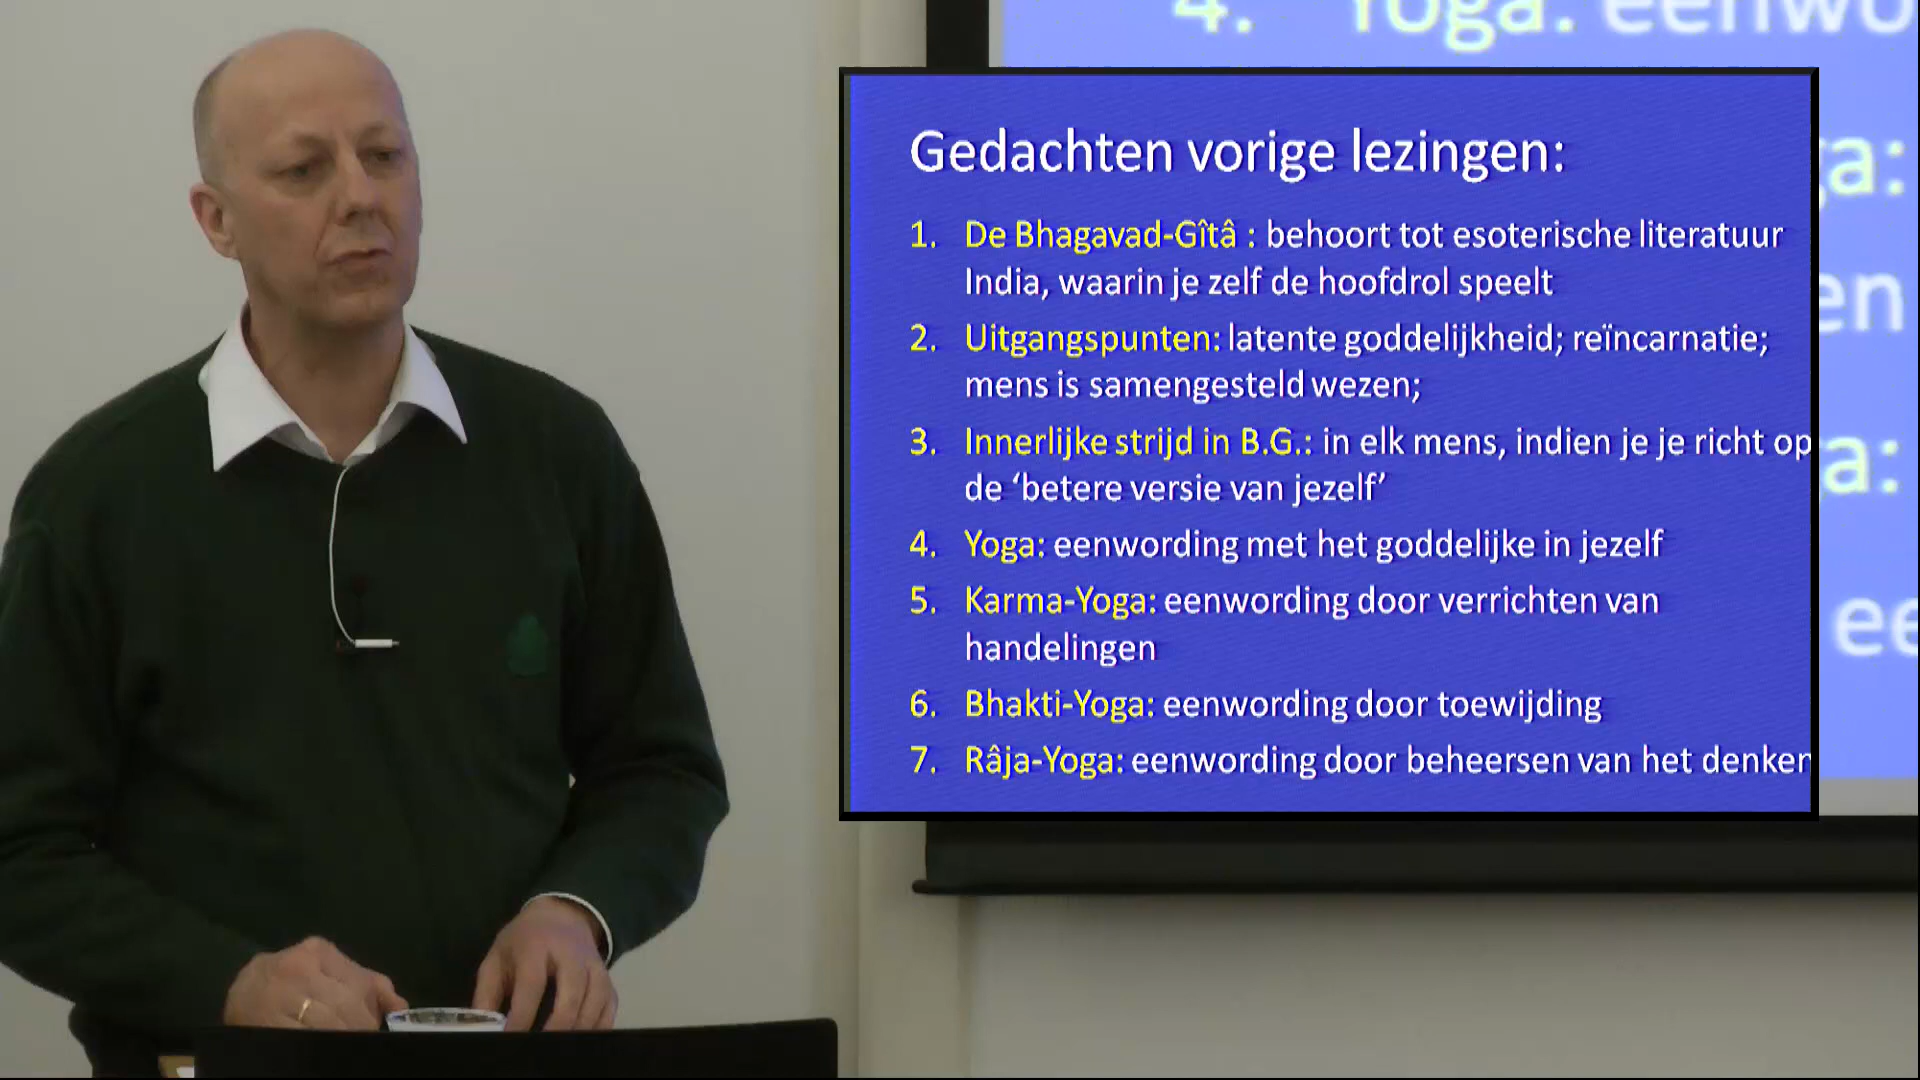 4. Yoga: eenwo
Gedachten vorige lezingen:
1. De Bhagavad-Gîtâ : behoort tot esoterische literatuur
India, waarin je zelf de hoofdrol speelt
2. Uitgangspunten: latente goddelijkheid; reïncarnatie;
mens is samengesteld wezen;
3. Innerlijke strijd in B.G.: in elk mens, indien je je richt op
de ‘betere versie van jezelf’
4. Yoga: eenwording met het goddelijke in jezelf
5. Karma-Yoga: eenwording door verrichten van
handelingen
6. Bhakti-Yoga: eenwording door toewijding
7. Râja-Yoga: eenwording door beheersen van het denken
ga:
en
ga:
ee